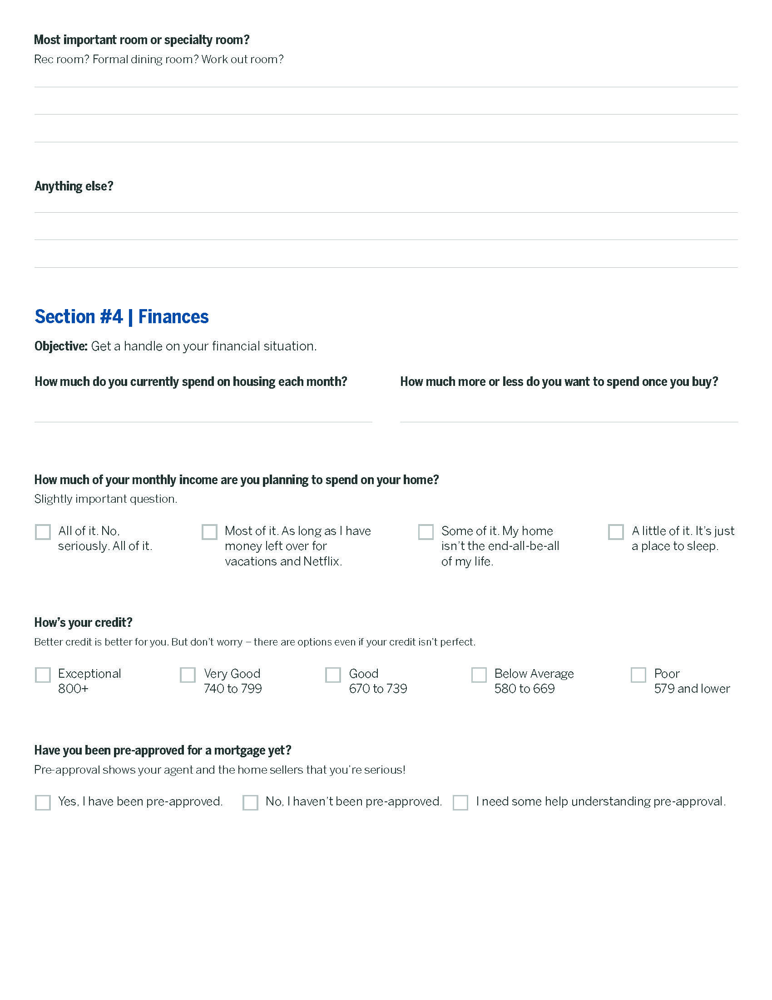 Most important room or specialty room?
Rec room? Formal dining room? Work out room?
Anything else?
Section #4 | Finances
Objective: Get a handle on your financial situation.
How much do you currently spend on housing each month?
How much more or less do you want to spend once you buy?
How much of your monthly income are you planning to spend on your home?
Slightly important question.
All of it. No,
seriously. All of it.
Most of it. As long as I have
money left over for
vacations and Netflix.
Some of it. My home
isn't the end-all-be-all
of my life.
A little of it. It's just
a place to sleep.
How's your credit?
Better credit is better for you. But don't worry – there are options even if your credit isn't perfect.
Exceptional
800+
Very Good
740 to 799
Good
670 to 739
Below Average
580 to 669
Poor
579 and lower
Have you been pre-approved for a mortgage yet?
Pre-approval shows your agent and the home sellers that you're serious!
Yes, I have been pre-approved.
No, I haven't been pre-approved.
I need some help understanding pre-approval.